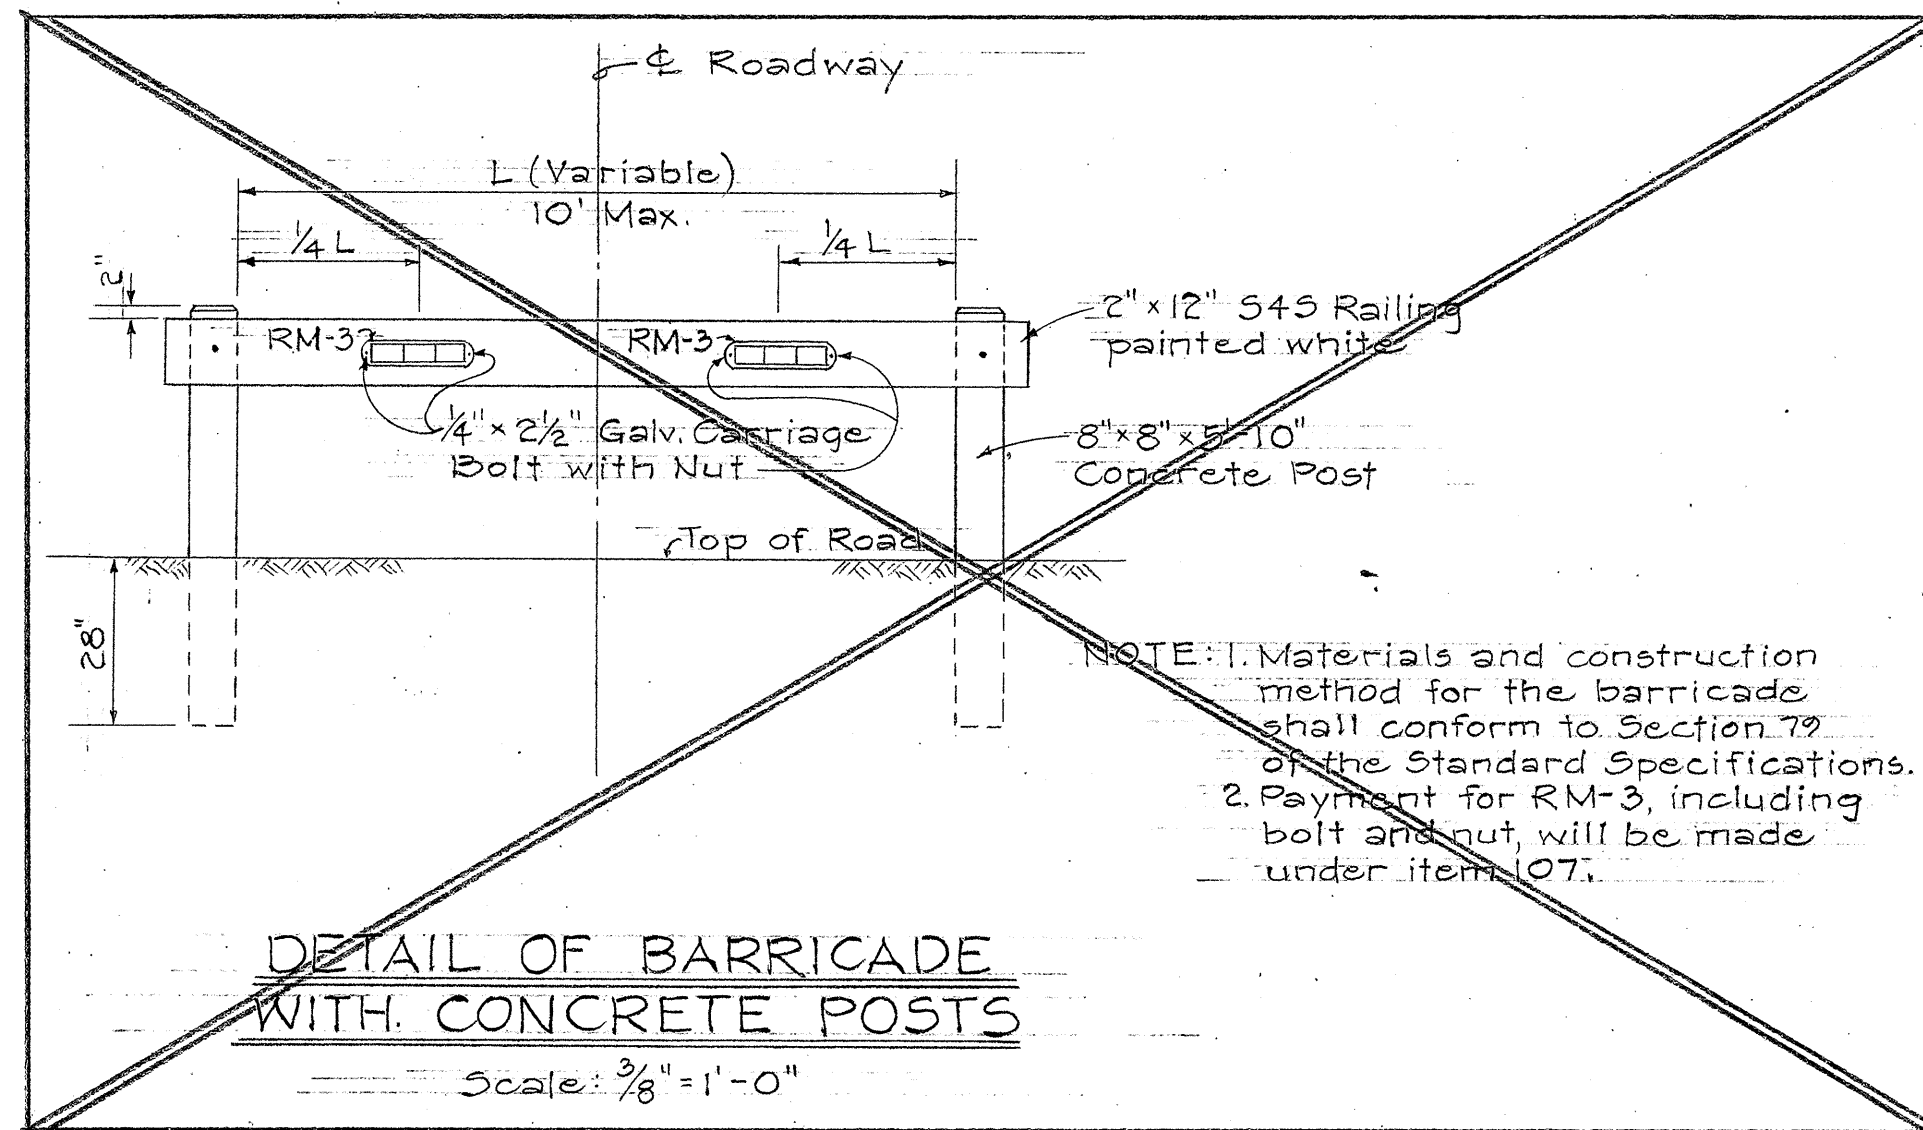 ℄ Roadway
L (Variable)
10' Max.
1/4 L
1/4 L
2"
RM-3
RM-3
2" x 12" S4S Railing
painted white
1/4" x 2 1/2" Galv. Carriage
Bolt with Nut
8" x 8" x 5'-10"
Concrete Post
Top of Road
28"
NOTE: 1. Materials and construction
method for the barricade
shall conform to Section 79
of the Standard Specifications.
2. Payment for RM-3, including
bolt and nut, will be made
under item 107.
DETAIL OF BARRICADE
WITH CONCRETE POSTS
Scale: 3/8" = 1'-0"